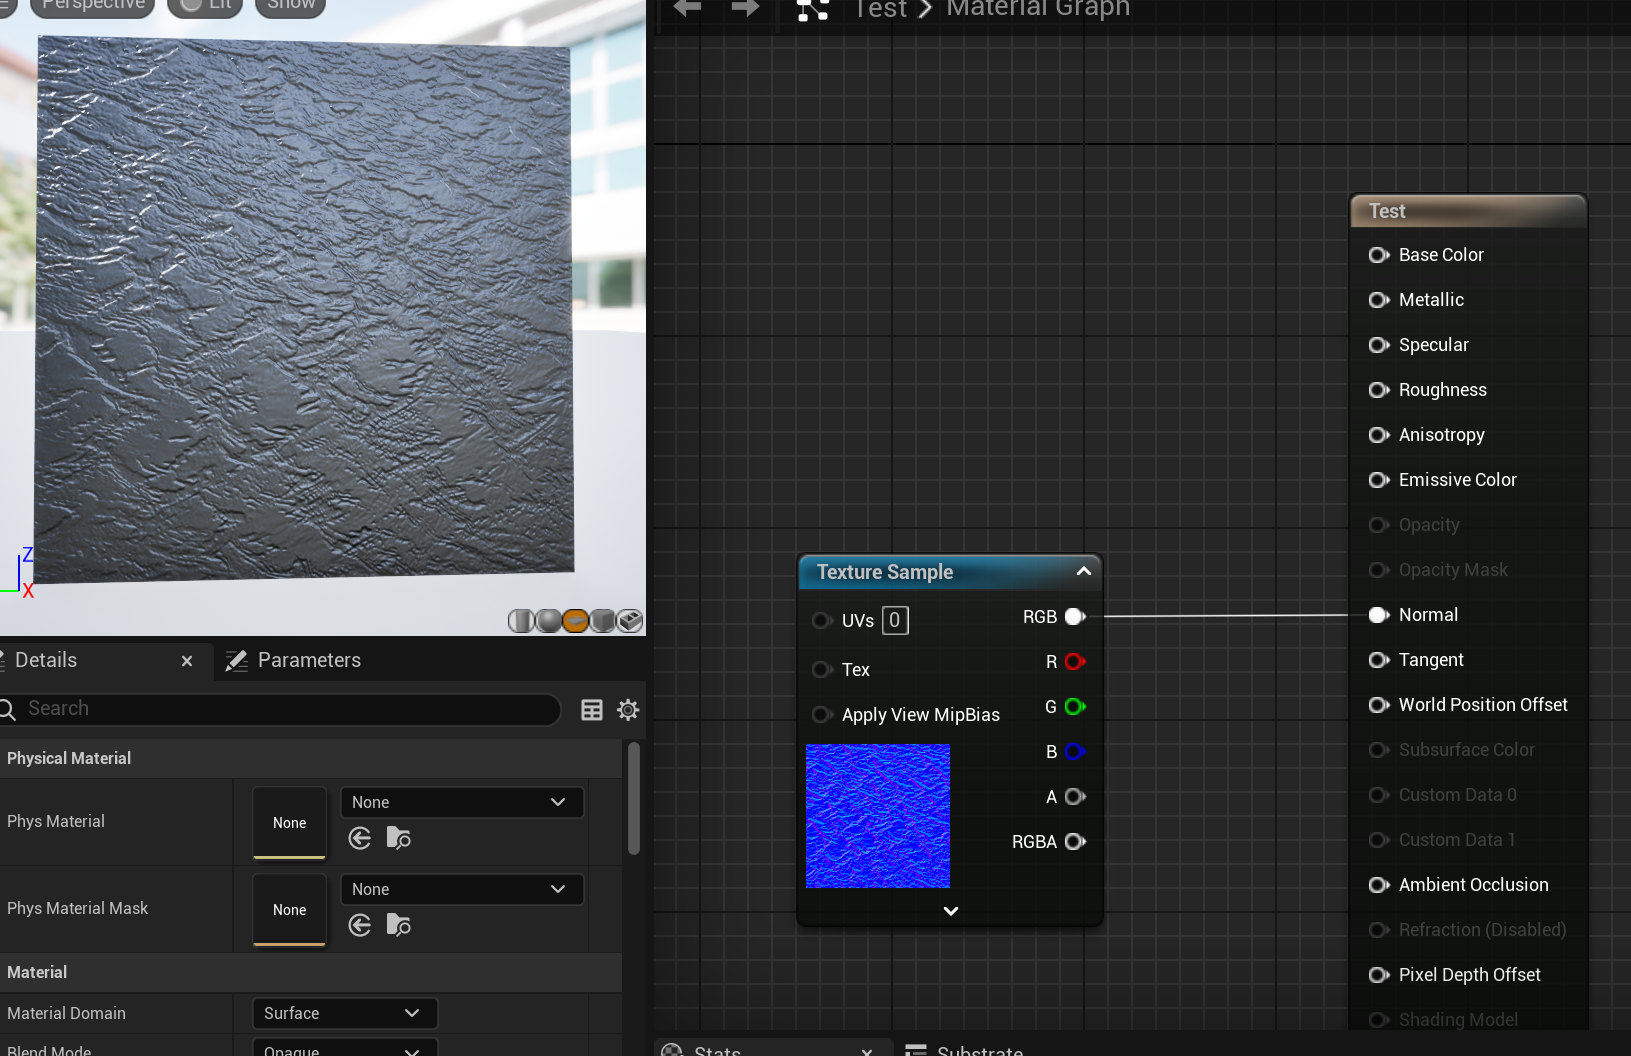 Perspective
Lit
Show
Test > Material Graph
Z
X
Details
Parameters
Search
Physical Material
Phys Material
None
None
Phys Material Mask
None
None
Material
Material Domain
Surface
Blend Mode
Opaque
Texture Sample
UVs 0
RGB
R
Tex
G
Apply View MipBias
B
A
RGBA
Test
Base Color
Metallic
Specular
Roughness
Anisotropy
Emissive Color
Opacity
Opacity Mask
Normal
Tangent
World Position Offset
Subsurface Color
Custom Data 0
Custom Data 1
Ambient Occlusion
Refraction (Disabled)
Pixel Depth Offset
Shading Model
Stats
Substrate